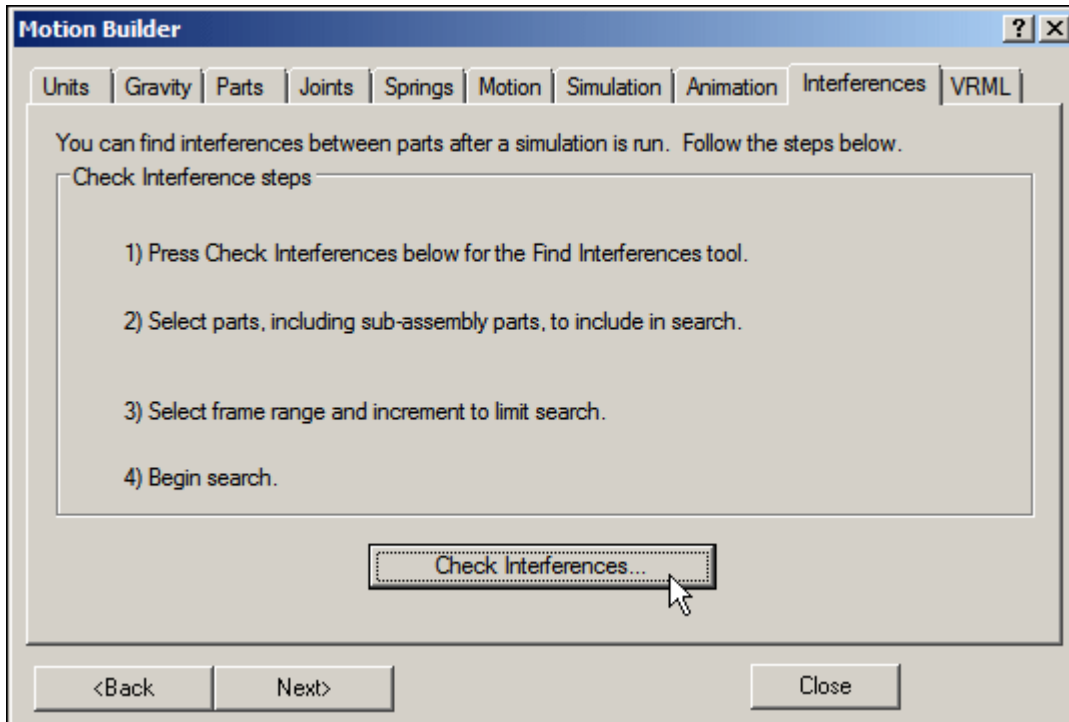 Motion Builder
Units Gravity Parts Joints Springs Motion Simulation Animation Interferences VRML
You can find interferences between parts after a simulation is run. Follow the steps below.
Check Interference steps
1) Press Check Interferences below for the Find Interferences tool.
2) Select parts, including sub-assembly parts, to include in search.
3) Select frame range and increment to limit search.
4) Begin search.
Check Interferences...
<Back Next> Close